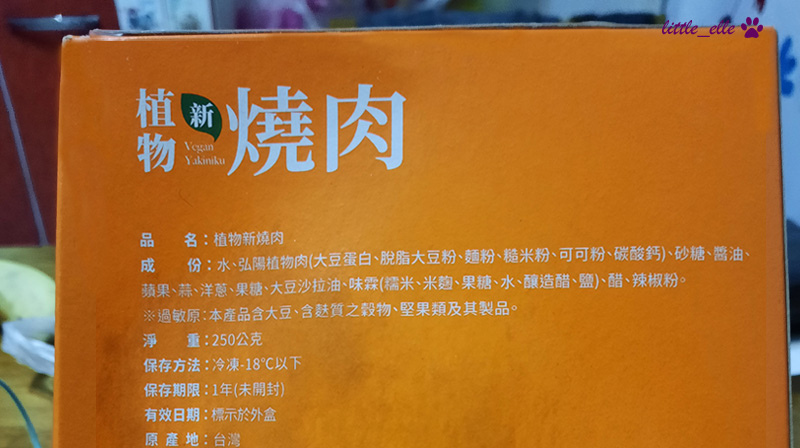 little_elle
植物 新 燒肉
Vegan
Yakiniku
品 名：植物新燒肉
成 份：水、弘陽植物肉(大豆蛋白、脫脂大豆粉、麵粉、糙米粉、可可粉、碳酸鈣)、砂糖、醬油、
蘋果、蒜、洋蔥、果糖、大豆沙拉油、味霖(糯米、米麴、果糖、水、釀造醋、鹽)、醋、辣椒粉。
※過敏原：本產品含大豆、含麩質之穀物、堅果類及其製品。
淨 重：250公克
保存方法：冷凍-18℃以下
保存期限：1年(未開封)
有效日期：標示於外盒
原 產 地：台灣